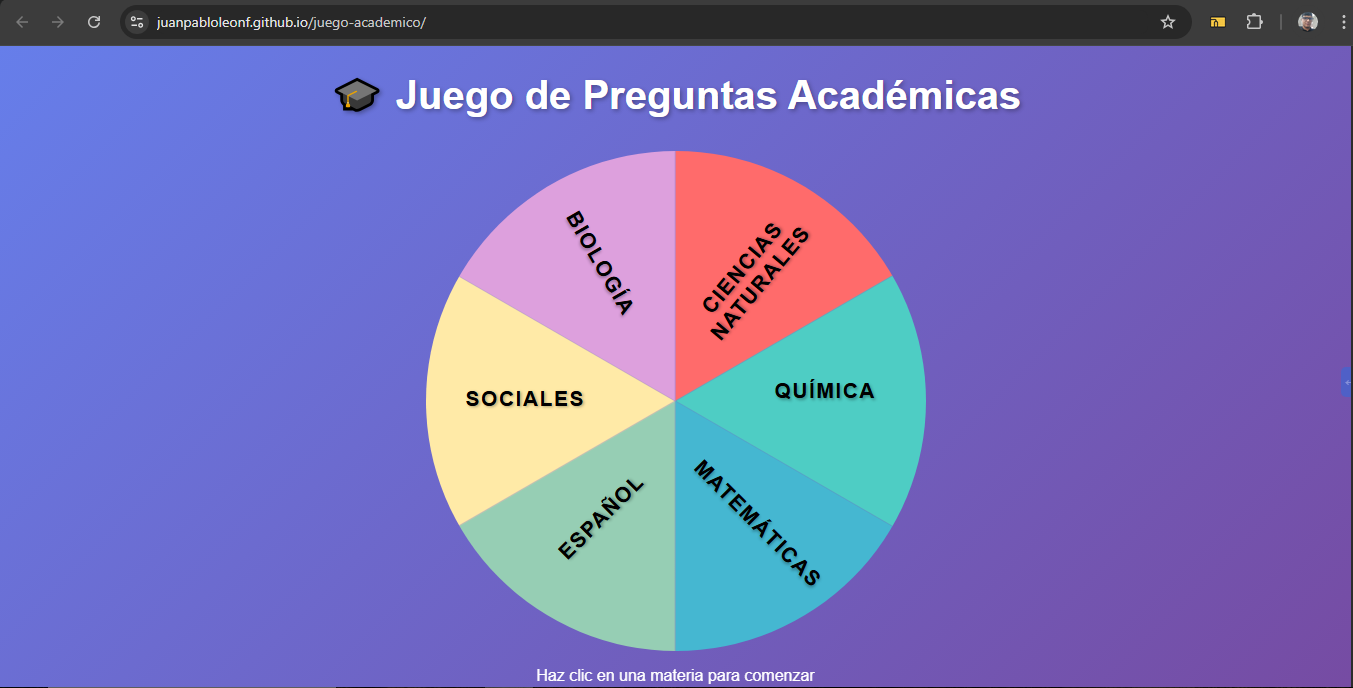 juanpabloleonf.github.io/juego-academico/
🎓 Juego de Preguntas Académicas
BIOLOGÍA
CIENCIAS
NATURALES
SOCIALES
QUÍMICA
ESPAÑOL
MATEMÁTICAS
Haz clic en una materia para comenzar